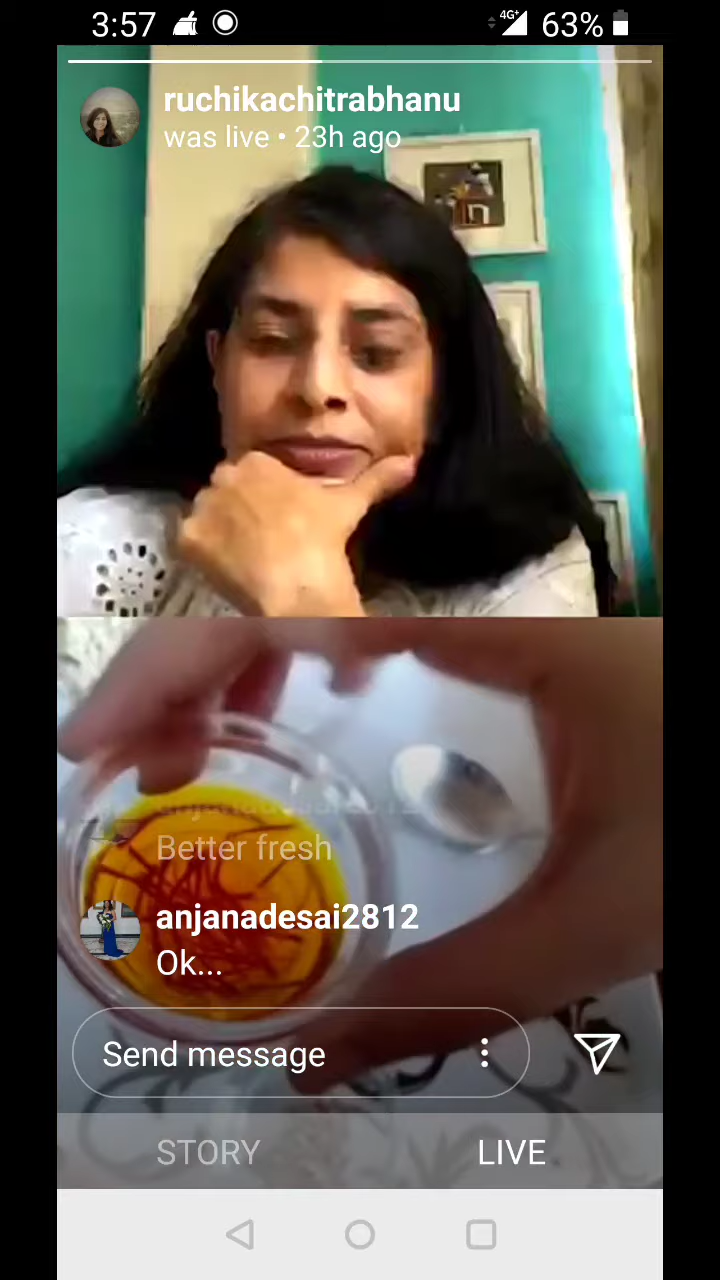 3:57
4G+
63%
ruchikachitrabhanu
was live • 23h ago
Better fresh
anjanadesai2812
Ok...
Send message
STORY
LIVE